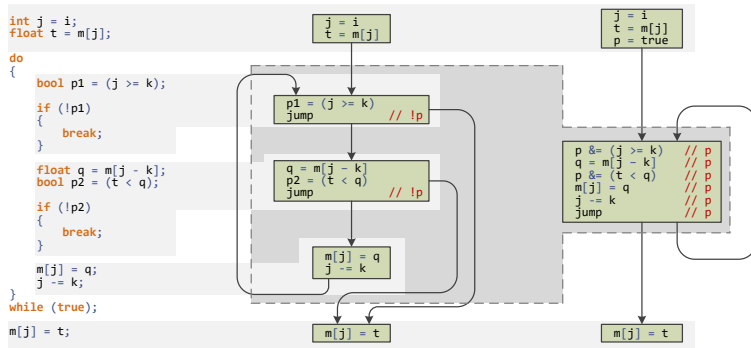 int j = i;
float t = m[j];
do
{
bool p1 = (j >= k);
if (!p1)
{
break;
}
float q = m[j - k];
bool p2 = (t < q);
if (!p2)
{
break;
}
m[j] = q;
j -= k;
}
while (true);
m[j] = t;
j = i
t = m[j]
p1 = (j >= k)
jump // !p
q = m[j - k]
p2 = (t < q)
jump // !p
m[j] = q
j -= k
m[j] = t
j = i
t = m[j]
p = true
p &= (j >= k) // p
q = m[j - k] // p
p &= (t < q) // p
m[j] = q // p
j -= k // p
jump // p
m[j] = t